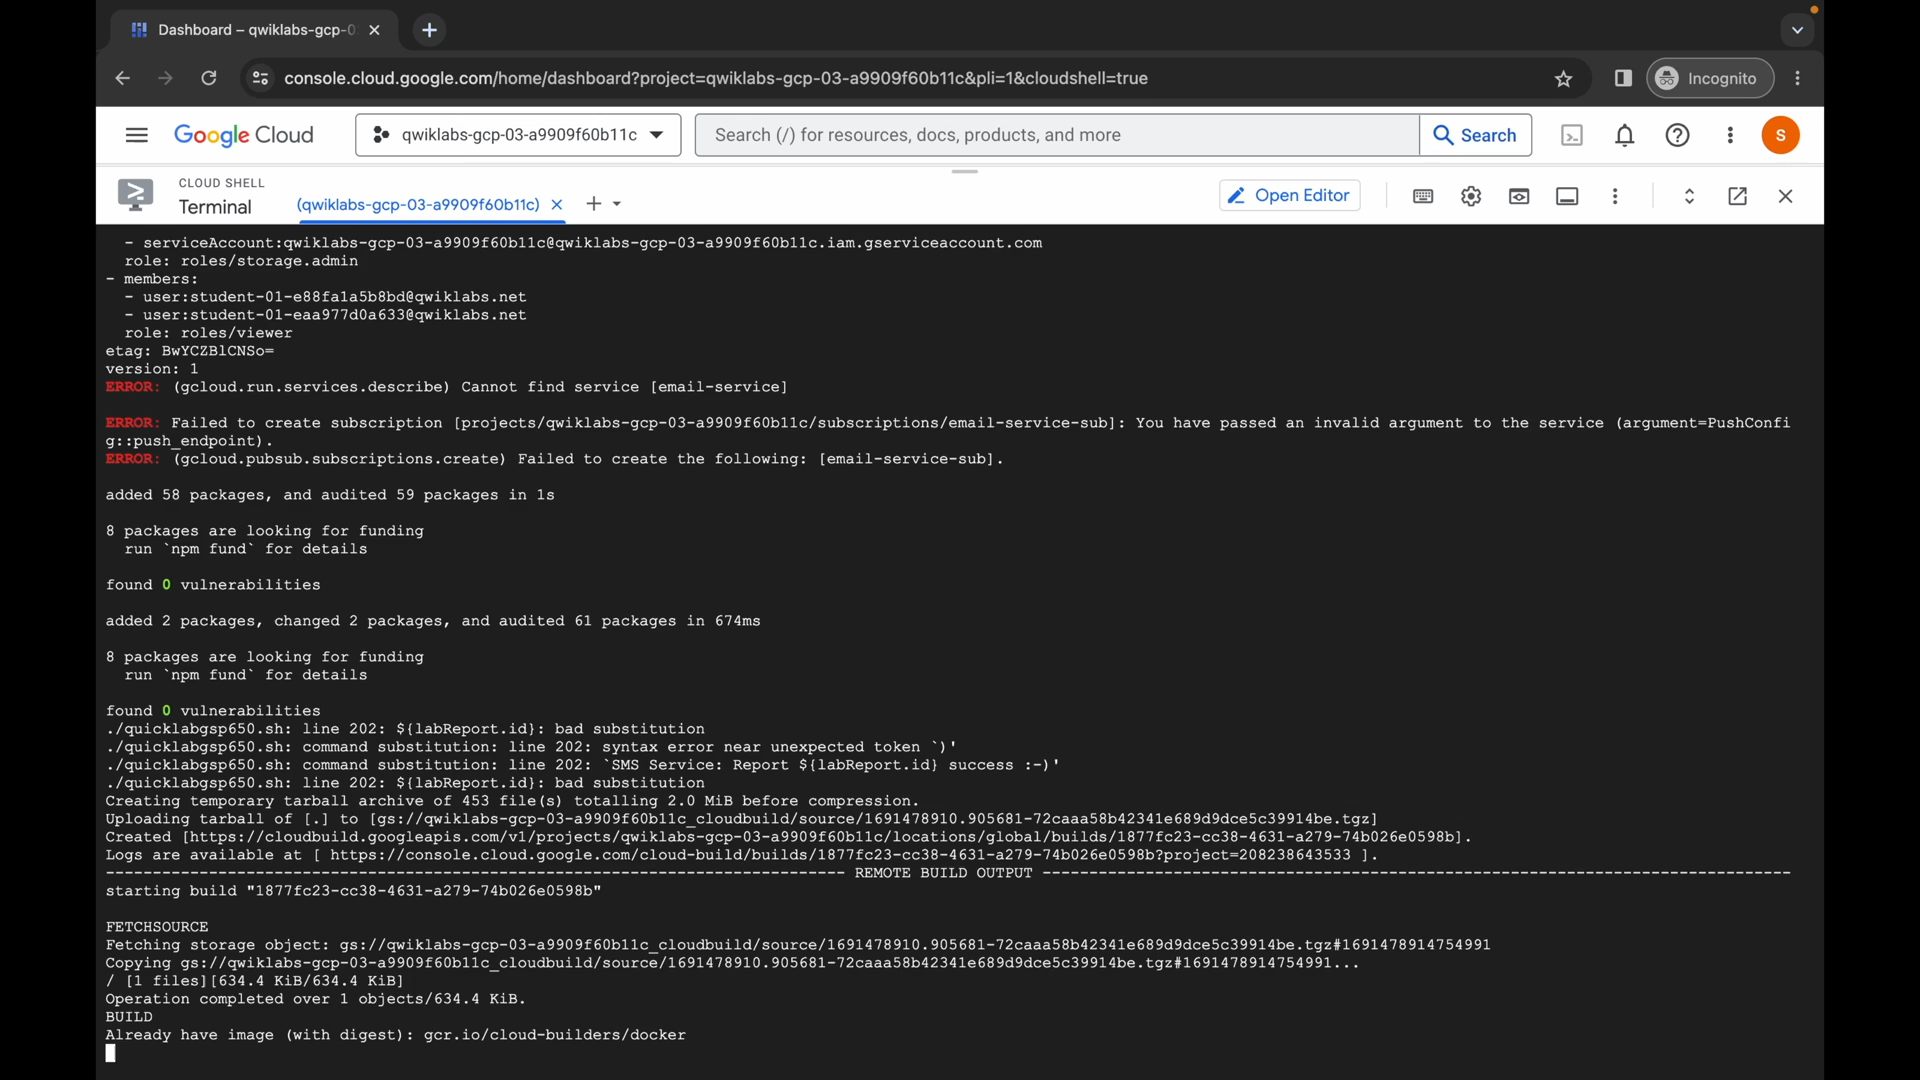 Dashboard – qwiklabs-gcp-0
console.cloud.google.com/home/dashboard?project=qwiklabs-gcp-03-a9909f60b11c&pli=1&cloudshell=true
Incognito
Google Cloud
qwiklabs-gcp-03-a9909f60b11c
Search (/) for resources, docs, products, and more
Search
S
CLOUD SHELL
Terminal
(qwiklabs-gcp-03-a9909f60b11c)
Open Editor
  - serviceAccount:qwiklabs-gcp-03-a9909f60b11c@qwiklabs-gcp-03-a9909f60b11c.iam.gserviceaccount.com
  role: roles/storage.admin
- members:
  - user:student-01-e88fa1a5b8bd@qwiklabs.net
  - user:student-01-eaa977d0a633@qwiklabs.net
  role: roles/viewer
etag: BwYCZBlCNSo=
version: 1
ERROR: (gcloud.run.services.describe) Cannot find service [email-service]
ERROR: Failed to create subscription [projects/qwiklabs-gcp-03-a9909f60b11c/subscriptions/email-service-sub]: You have passed an invalid argument to the service (argument=PushConfi
g::push_endpoint).
ERROR: (gcloud.pubsub.subscriptions.create) Failed to create the following: [email-service-sub].
added 58 packages, and audited 59 packages in 1s
8 packages are looking for funding
  run `npm fund` for details
found 0 vulnerabilities
added 2 packages, changed 2 packages, and audited 61 packages in 674ms
8 packages are looking for funding
  run `npm fund` for details
found 0 vulnerabilities
./quicklabgsp650.sh: line 202: ${labReport.id}: bad substitution
./quicklabgsp650.sh: command substitution: line 202: syntax error near unexpected token `)'
./quicklabgsp650.sh: command substitution: line 202: `SMS Service: Report ${labReport.id} success :-)'
./quicklabgsp650.sh: line 202: ${labReport.id}: bad substitution
Creating temporary tarball archive of 453 file(s) totalling 2.0 MiB before compression.
Uploading tarball of [.] to [gs://qwiklabs-gcp-03-a9909f60b11c_cloudbuild/source/1691478910.905681-72caaa58b42341e689d9dce5c39914be.tgz]
Created [https://cloudbuild.googleapis.com/v1/projects/qwiklabs-gcp-03-a9909f60b11c/locations/global/builds/1877fc23-cc38-4631-a279-74b026e0598b].
Logs are available at [ https://console.cloud.google.com/cloud-build/builds/1877fc23-cc38-4631-a279-74b026e0598b?project=208238643533 ].
------------------------------------------------------------------------------- REMOTE BUILD OUTPUT --------------------------------------------------------------------------------
starting build "1877fc23-cc38-4631-a279-74b026e0598b"
FETCHSOURCE
Fetching storage object: gs://qwiklabs-gcp-03-a9909f60b11c_cloudbuild/source/1691478910.905681-72caaa58b42341e689d9dce5c39914be.tgz#1691478914754991
Copying gs://qwiklabs-gcp-03-a9909f60b11c_cloudbuild/source/1691478910.905681-72caaa58b42341e689d9dce5c39914be.tgz#1691478914754991...
/ [1 files][634.4 KiB/634.4 KiB]
Operation completed over 1 objects/634.4 KiB.
BUILD
Already have image (with digest): gcr.io/cloud-builders/docker